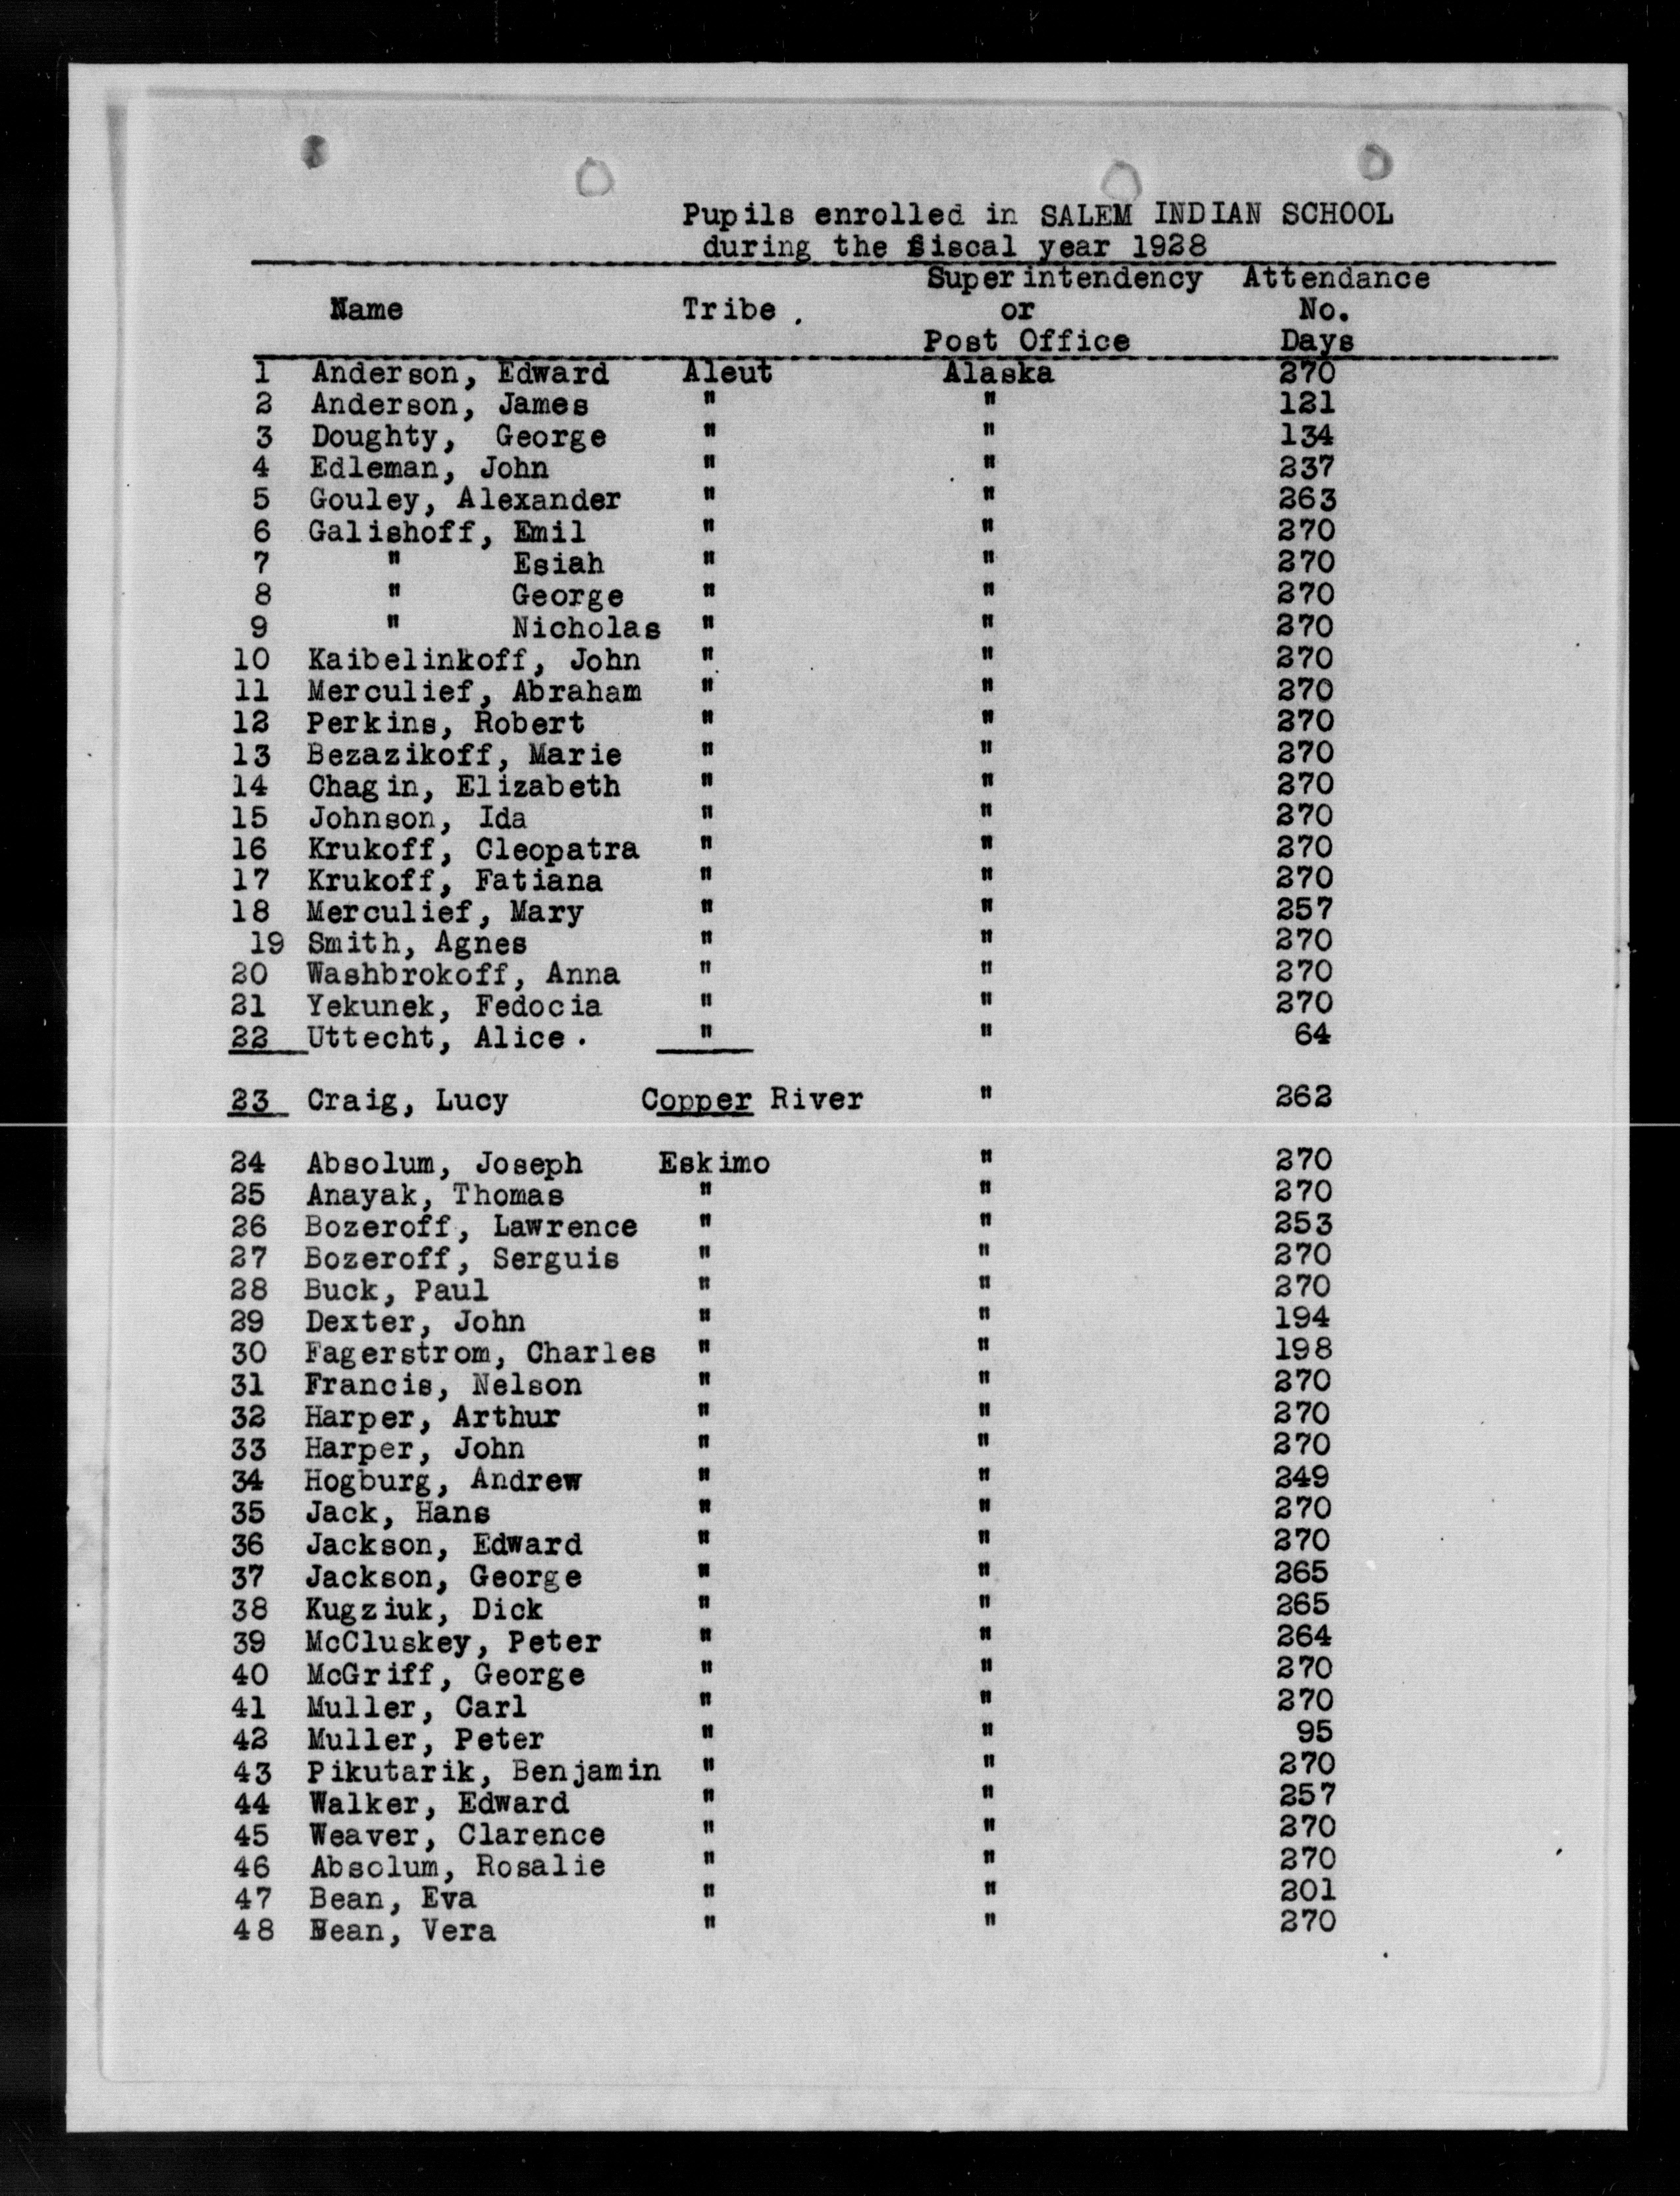 Pupils enrolled in SALEM INDIAN SCHOOL
during the fiscal year 1928
Name Tribe . Superintendency or Post Office Attendance No. Days
1 Anderson, Edward Aleut Alaska 270
2 Anderson, James " " 121
3 Doughty, George " " 134
4 Edleman, John " " 237
5 Gouley, Alexander " " 263
6 Galishoff, Emil " " 270
7 " Esiah " " 270
8 " George " " 270
9 " Nicholas " " 270
10 Kaibelinkoff, John " " 270
11 Merculief, Abraham " " 270
12 Perkins, Robert " " 270
13 Bezazikoff, Marie " " 270
14 Chagin, Elizabeth " " 270
15 Johnson, Ida " " 270
16 Krukoff, Cleopatra " " 270
17 Krukoff, Fatiana " " 270
18 Merculief, Mary " " 257
19 Smith, Agnes " " 270
20 Washbrokoff, Anna " " 270
21 Yekunek, Fedocia " " 270
22 Uttecht, Alice. " " 64
23 Craig, Lucy Copper River " 262
24 Absolum, Joseph Eskimo " 270
25 Anayak, Thomas " " 270
26 Bozeroff, Lawrence " " 253
27 Bozeroff, Serguis " " 270
28 Buck, Paul " " 270
29 Dexter, John " " 194
30 Fagerstrom, Charles " " 198
31 Francis, Nelson " " 270
32 Harper, Arthur " " 270
33 Harper, John " " 270
34 Hogburg, Andrew " " 249
35 Jack, Hans " " 270
36 Jackson, Edward " " 270
37 Jackson, George " " 265
38 Kugziuk, Dick " " 265
39 McCluskey, Peter " " 264
40 McGriff, George " " 270
41 Muller, Carl " " 270
42 Muller, Peter " " 95
43 Pikutarik, Benjamin " " 270
44 Walker, Edward " " 257
45 Weaver, Clarence " " 270
46 Absolum, Rosalie " " 270
47 Bean, Eva " " 201
48 Bean, Vera " " 270